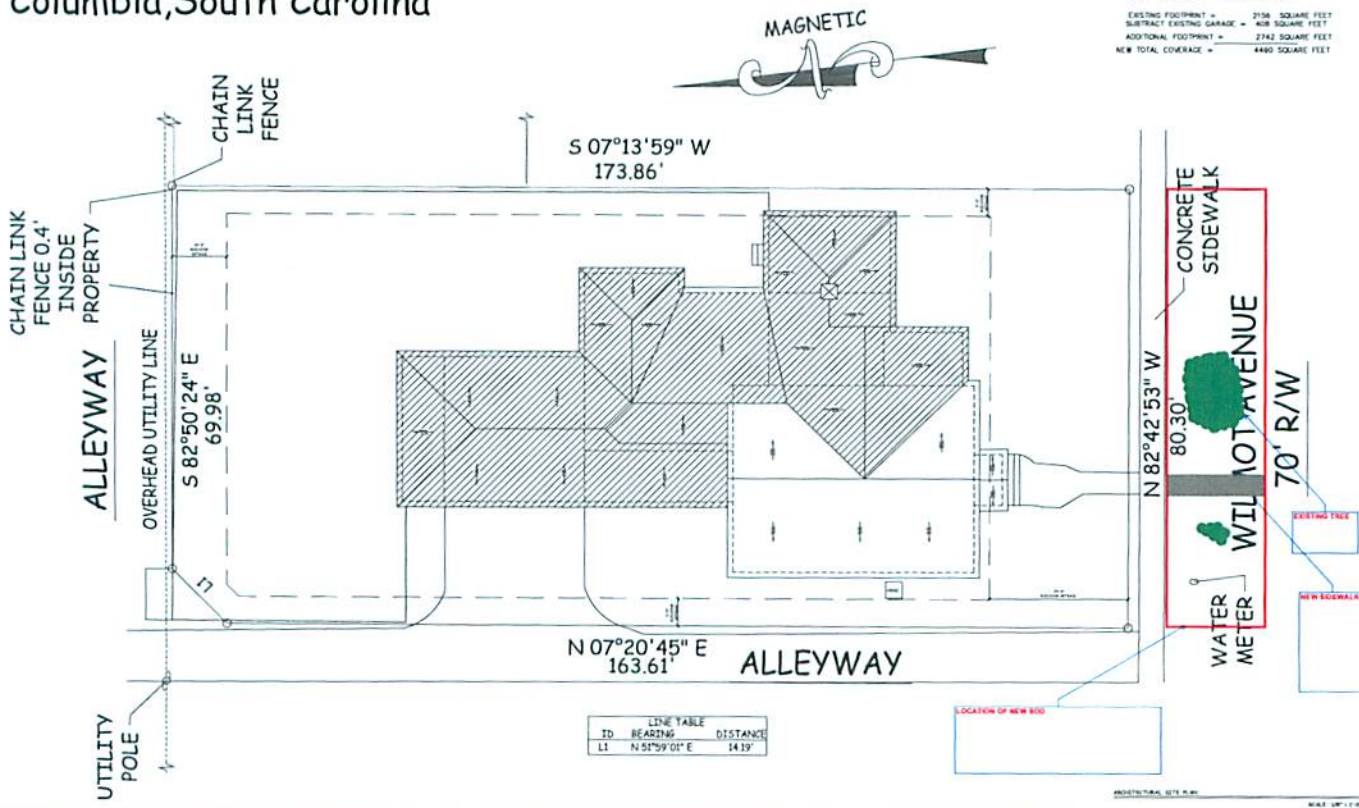 Columbia, South Carolina
MAGNETIC
N
EXISTING FOOTPRINT = 2156 SQUARE FEET
SUBTRACT EXISTING GARAGE = 408 SQUARE FEET
ADDITIONAL FOOTPRINT = 2742 SQUARE FEET
NEW TOTAL COVERAGE = 4490 SQUARE FEET
CHAIN
LINK
FENCE
S 07°13'59" W
173.86'
CHAIN LINK
FENCE 0.4'
INSIDE
PROPERTY
ALLEYWAY
OVERHEAD UTILITY LINE
S 82°50'24" E
69.98'
L1
CONCRETE
SIDEWALK
N 82°42'53" W
80.30'
WILMOT AVENUE
70' R/W
EXISTING TREE
NEW SIDEWALK
WATER
METER
N 07°20'45" E
163.61'
ALLEYWAY
UTILITY
POLE
LINE TABLE
ID BEARING DISTANCE
L1 N 51°59'01" E 14.19'
LOCATION OF NEW SOD
ARCHITECTURAL SITE PLAN